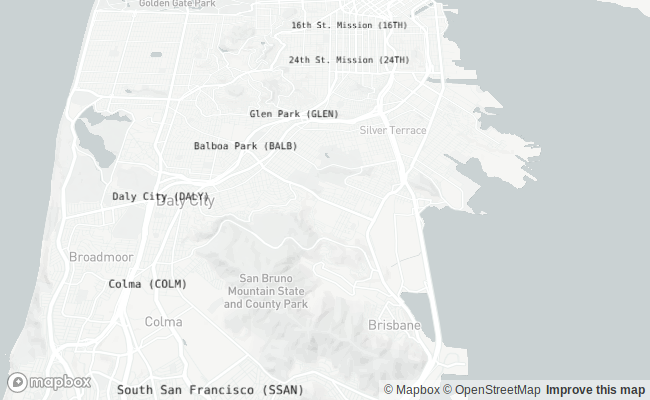 Golden Gate Park
16th St. Mission (16TH)
24th St. Mission (24TH)
Glen Park (GLEN)
Silver Terrace
Balboa Park (BALB)
Daly City (DALY)
Daly City
Broadmoor
Colma (COLM)
San Bruno
Mountain State
and County Park
Colma
Brisbane
mapbox
South San Francisco (SSAN)
© Mapbox © OpenStreetMap Improve this map